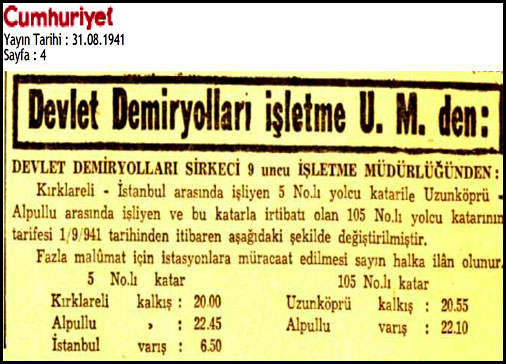 Cumhuriyet
Yayın Tarihi : 31.08.1941
Sayfa : 4
Devlet Demiryolları işletme U. M. den:
DEVLET DEMİRYOLLARI SİRKECİ 9 uncu İŞLETME MÜDÜRLÜĞÜNDEN:
Kırklareli - İstanbul arasında işliyen 5 No.lı yolcu katarile Uzunköprü -
Alpullu arasında işliyen ve bu katarla irtibatı olan 105 No.lı yolcu katarının
tarifesi 1/9/941 tarihinden itibaren aşağıdaki şekilde değiştirilmiştir.
Fazla malûmat için istasyonlara müracaat edilmesi sayın halka ilân olunur.
5 No.lı katar 105 No.lı katar
Kırklareli kalkış : 20.00 Uzunköprü kalkış : 20.55
Alpullu » : 22.45 Alpullu varış : 22.10
İstanbul varış : 6.50